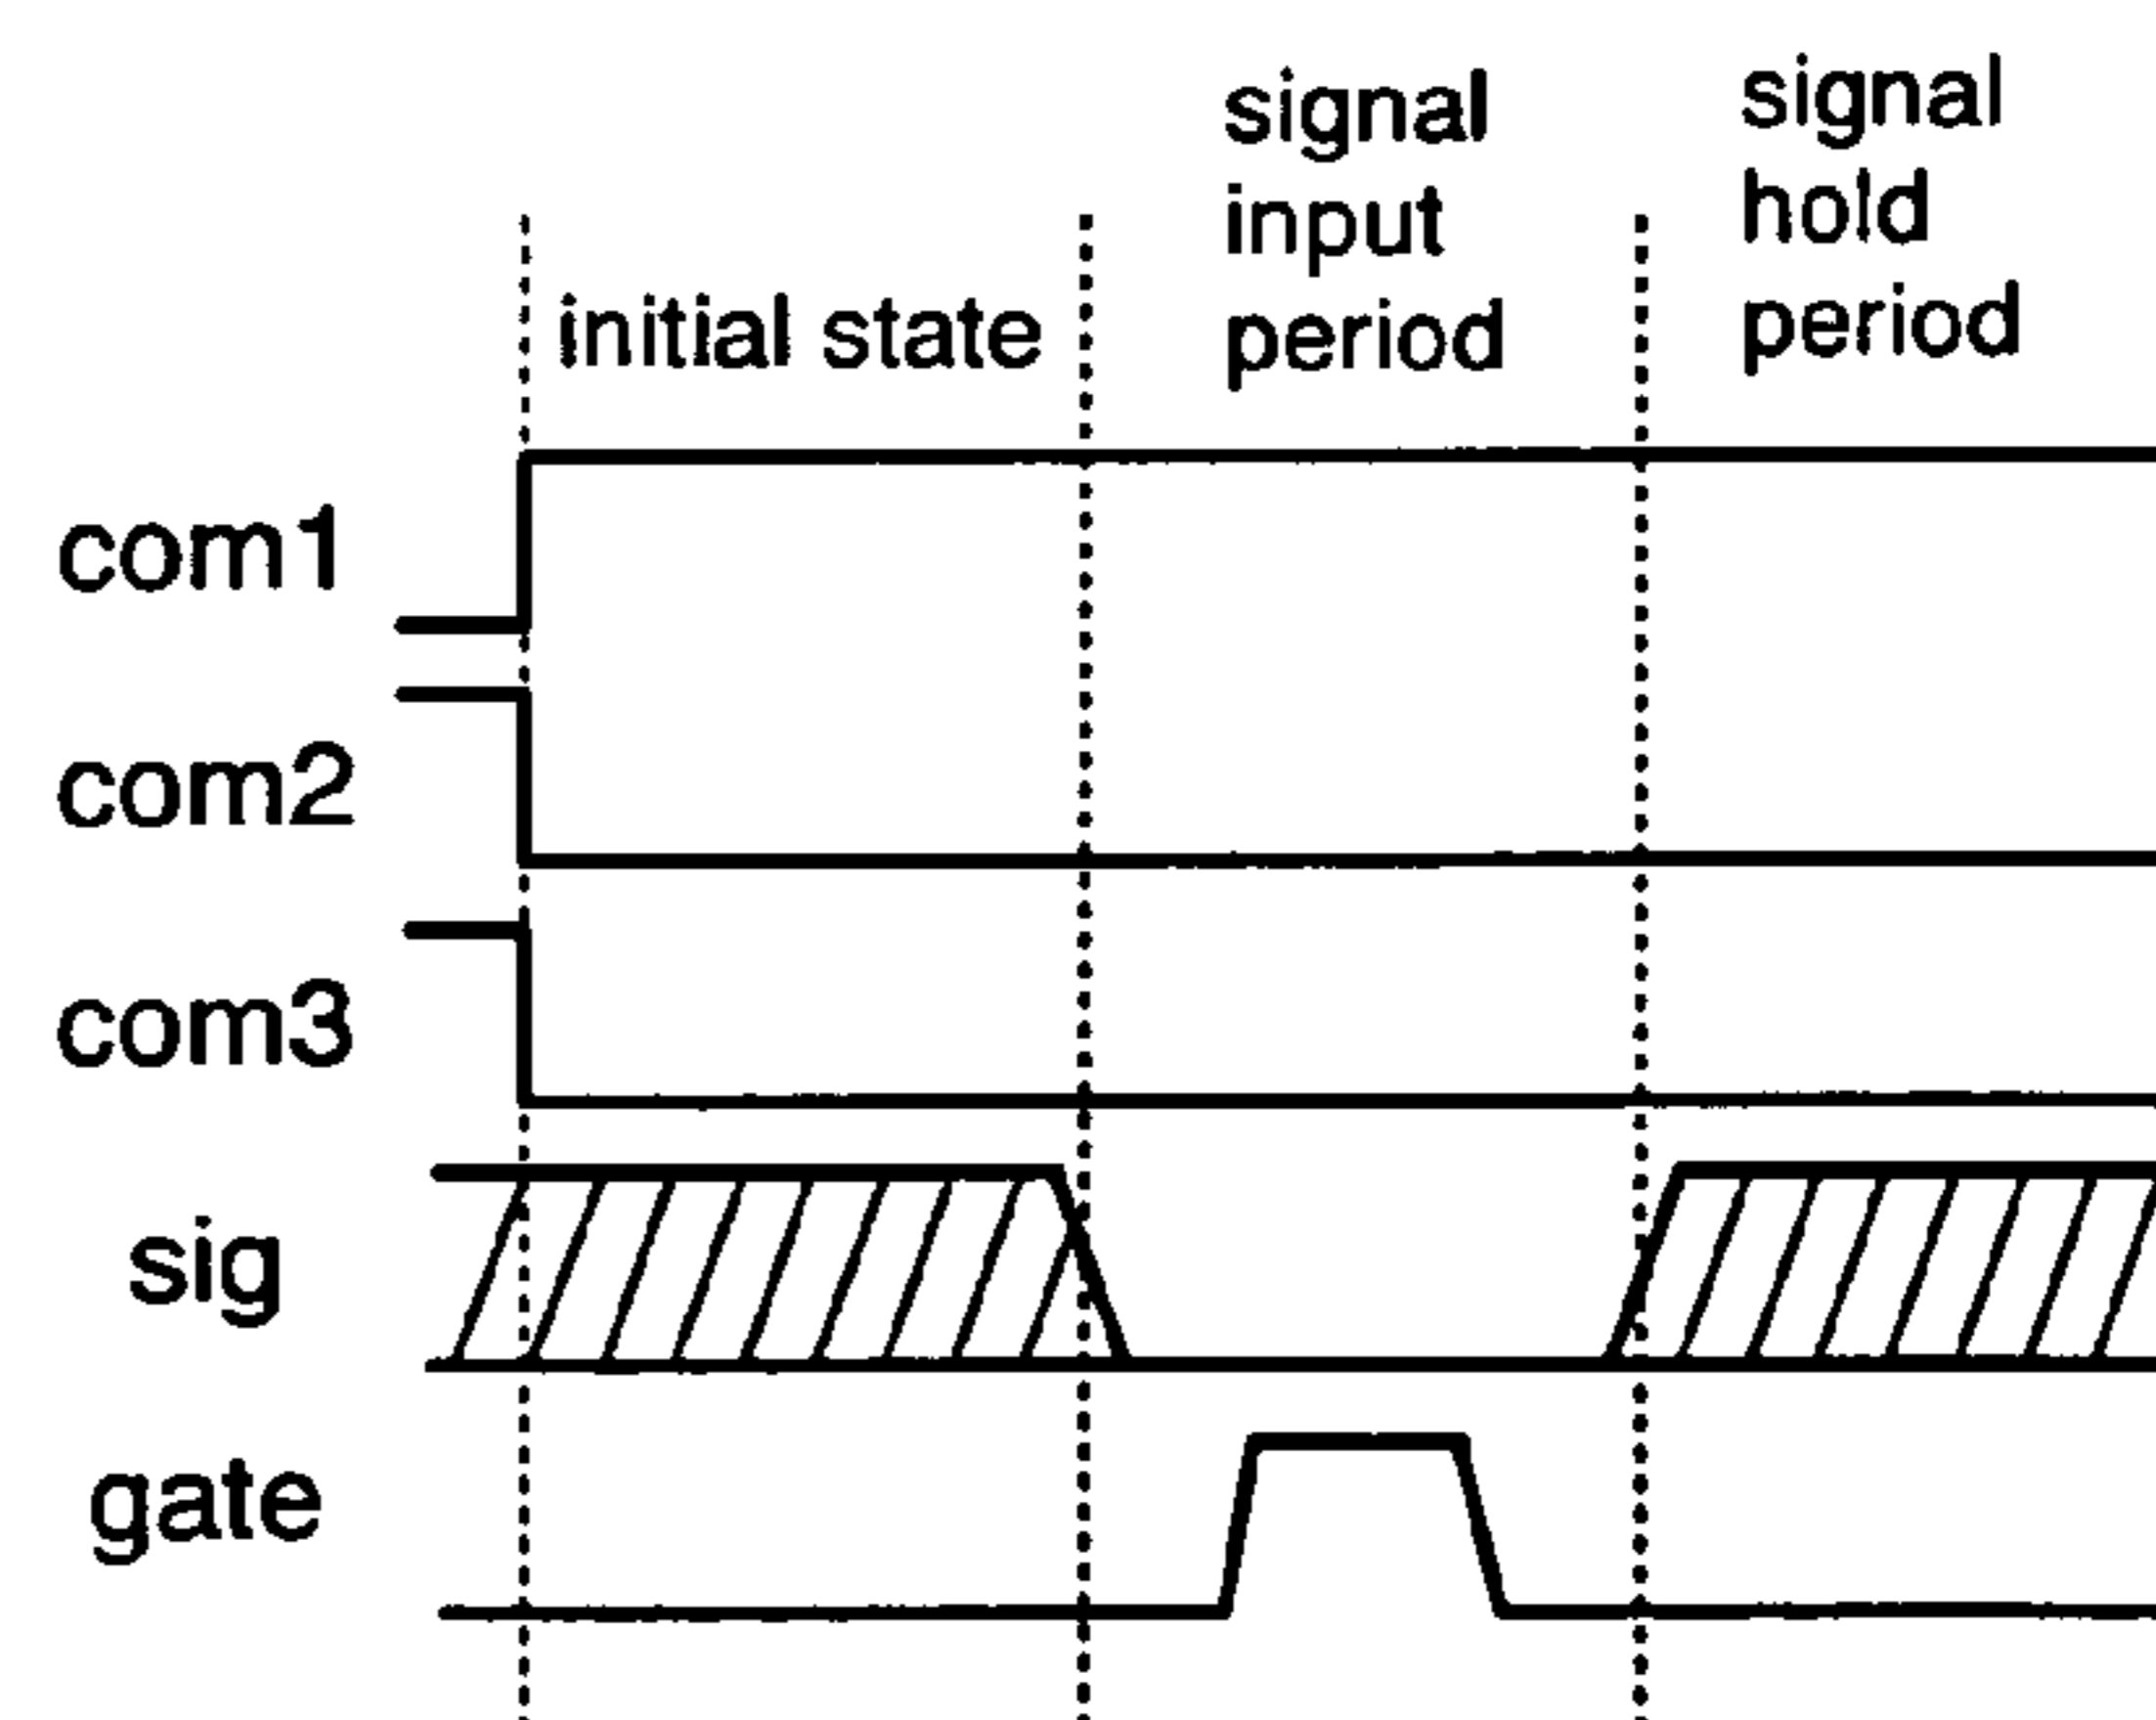 initial state
signal
input
period
signal
hold
period
com1
com2
com3
sig
gate